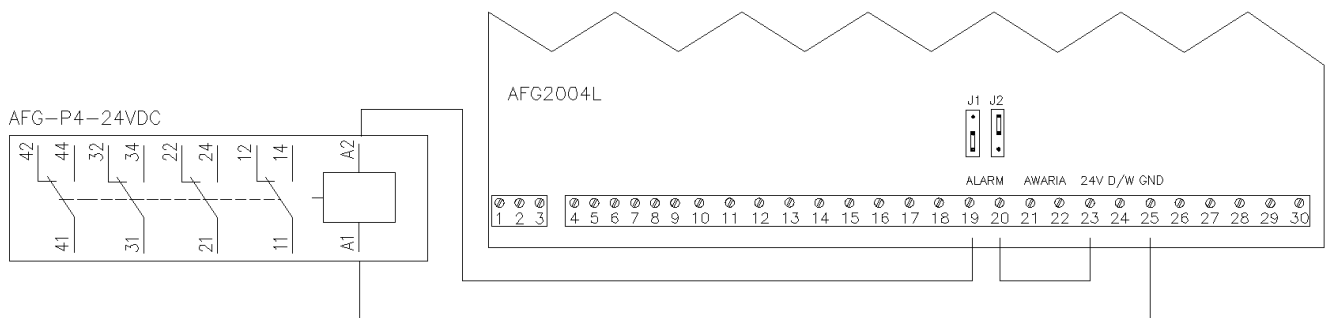 AFG2004L
J1 J2
AFG-P4-24VDC
42 44 32 34 22 24 12 14 A2
ALARM AWARIA 24V D/W GND
1 2 3 4 5 6 7 8 9 10 11 12 13 14 15 16 17 18 19 20 21 22 23 24 25 26 27 28 29 30
41 31 21 11 A1